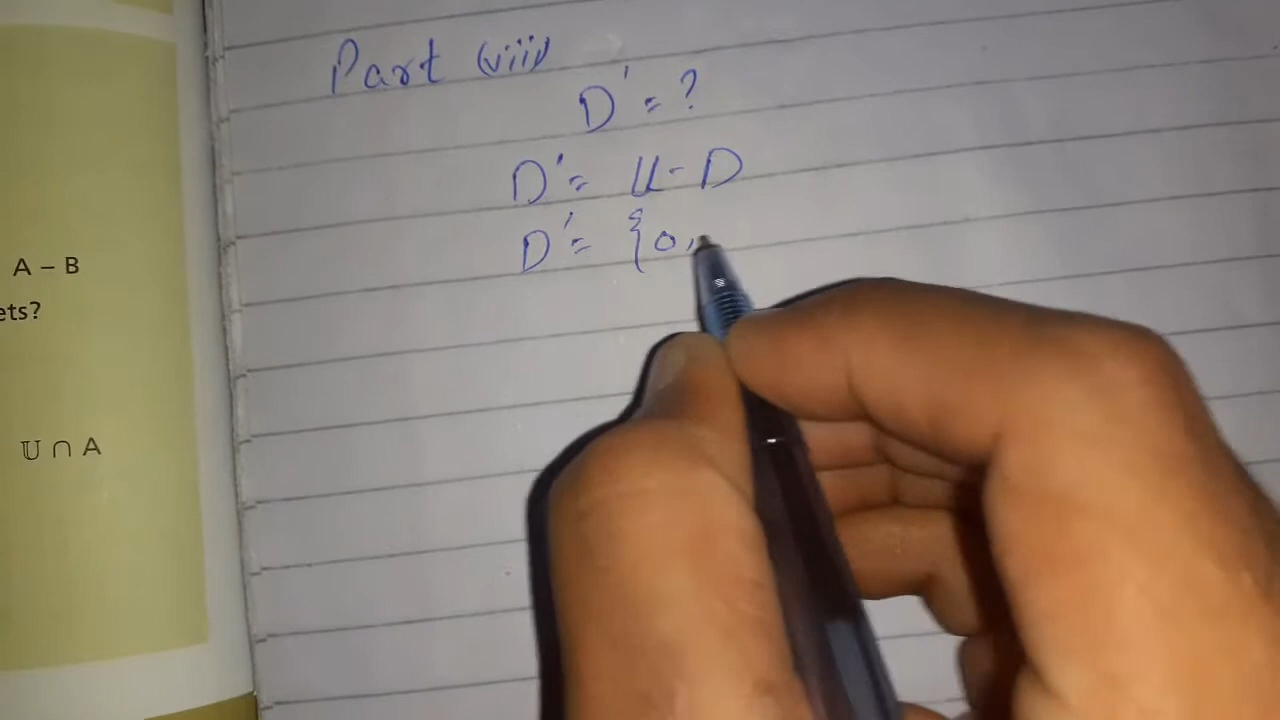 Part (viii)
D' = ?
D' = U - D
D' = {0,
A – B
ets?
𝕌 ∩ A